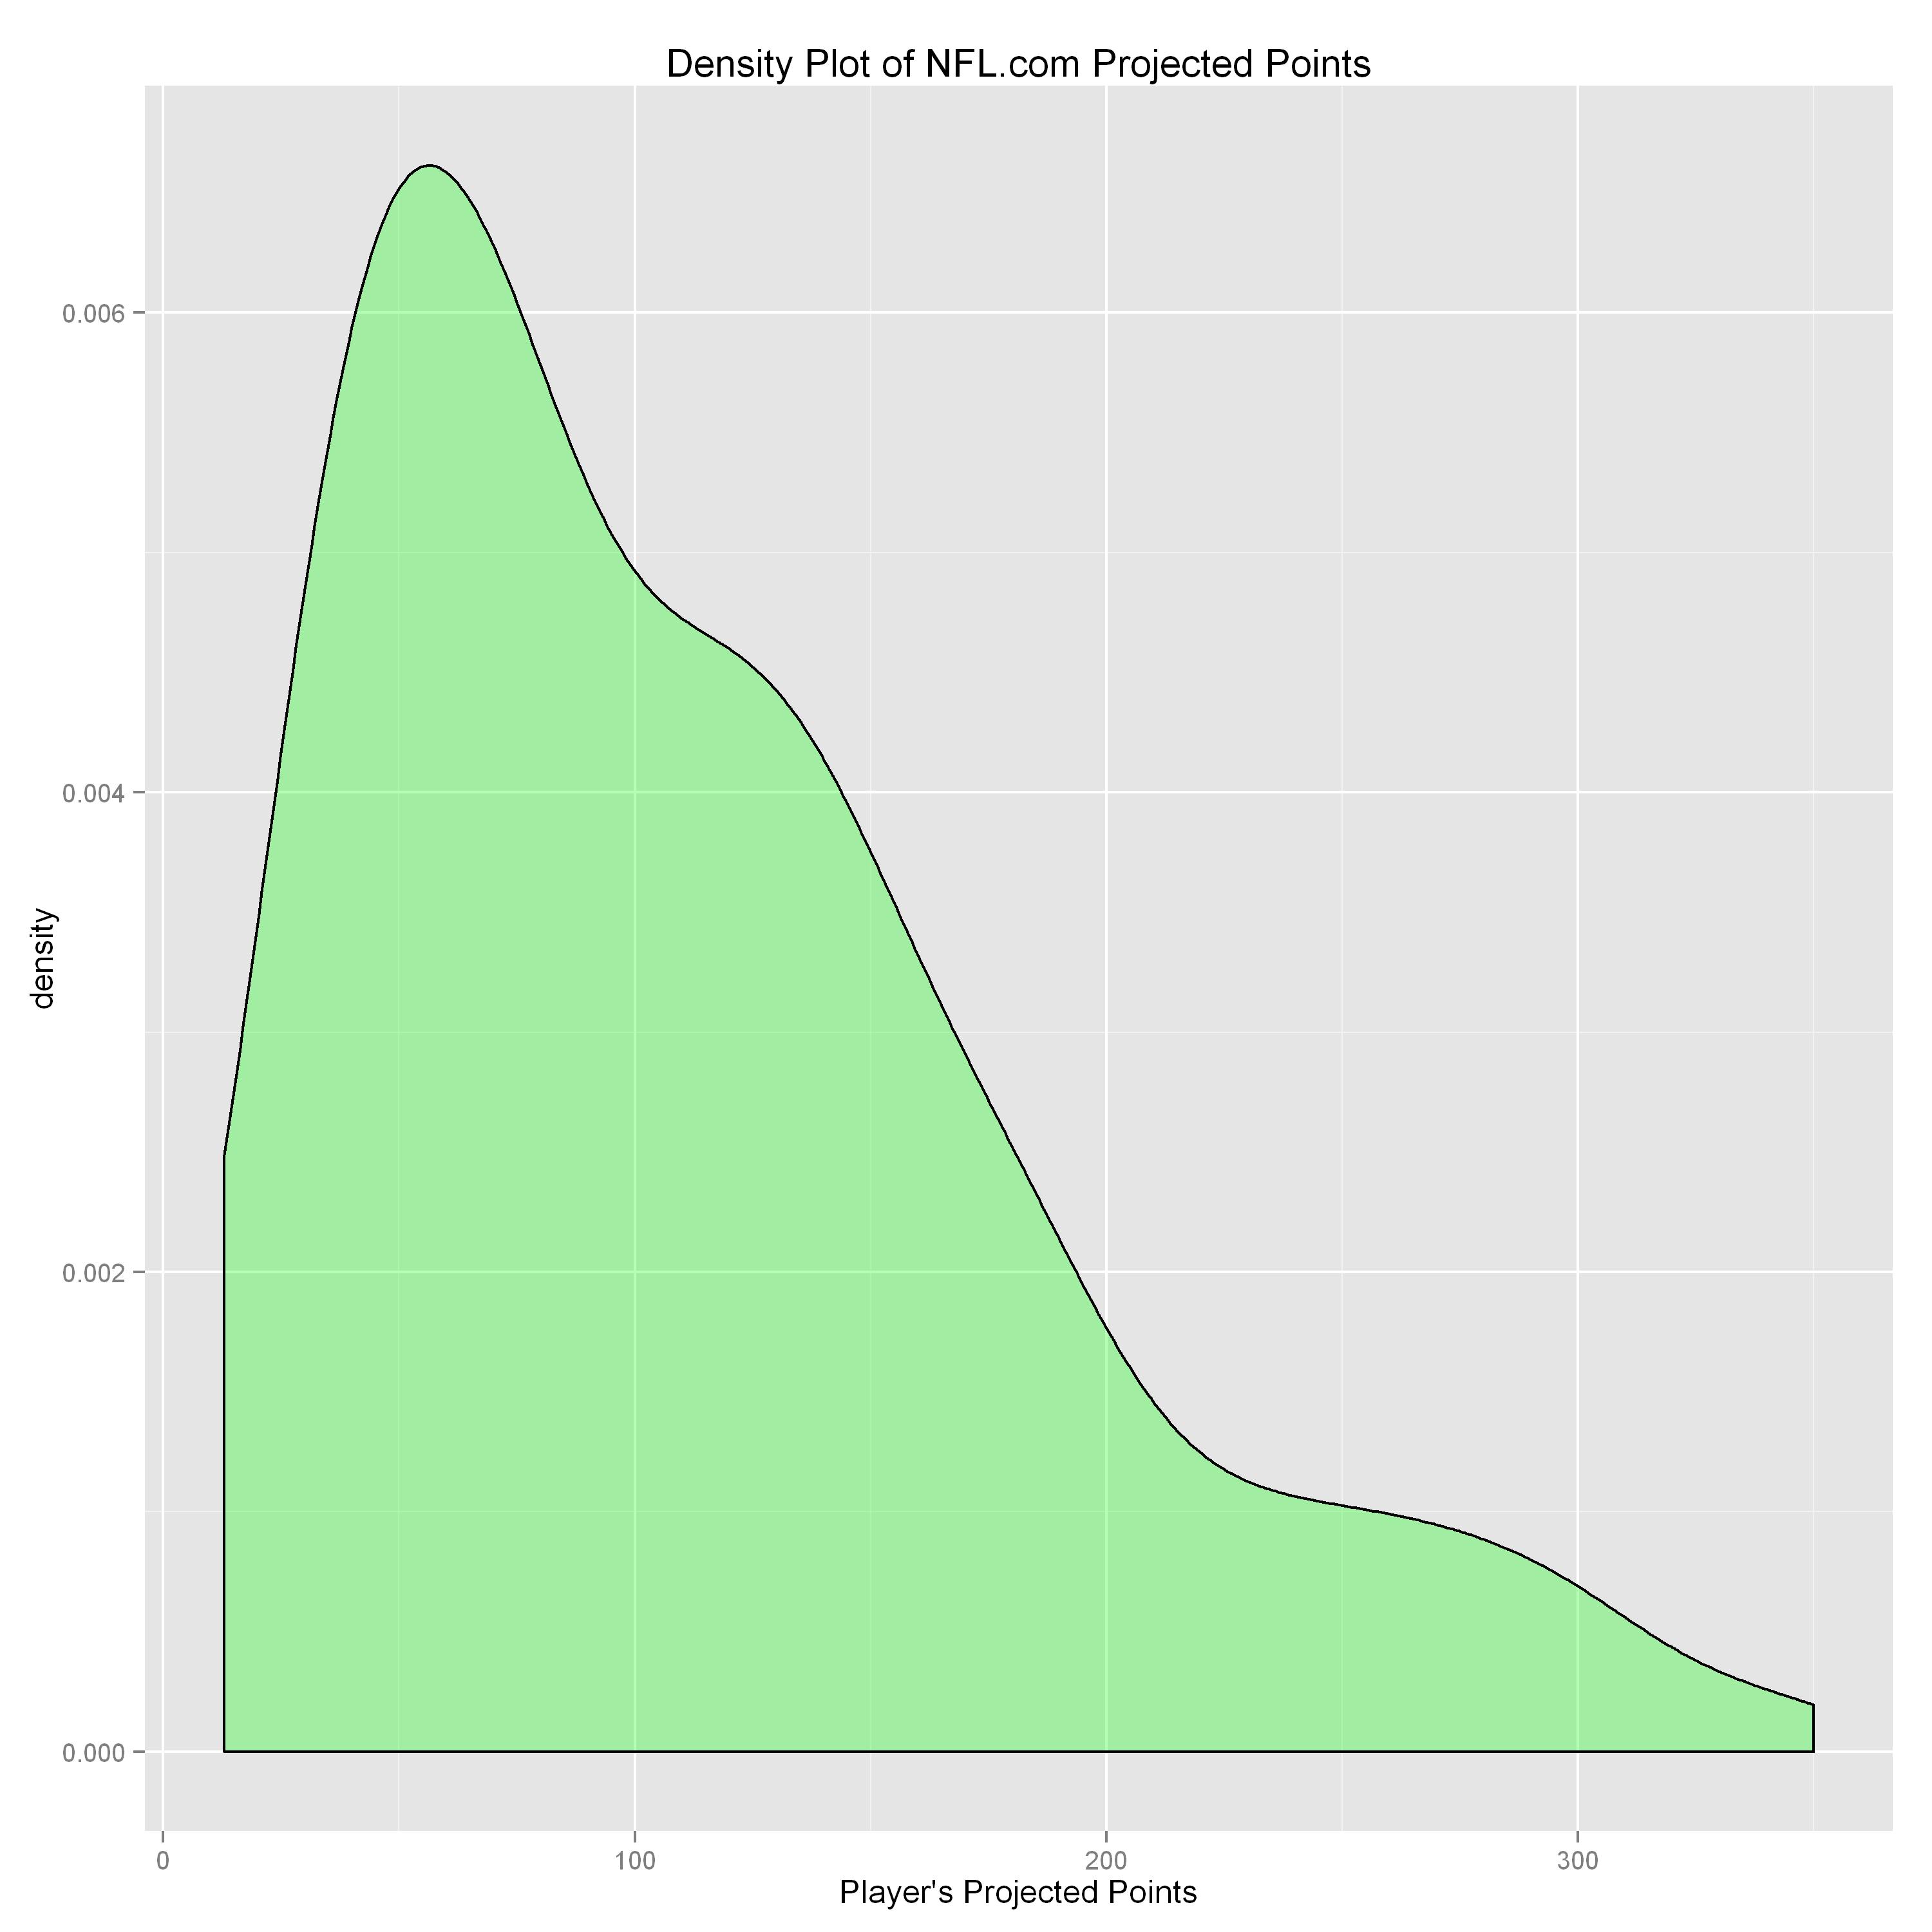 Density Plot of NFL.com Projected Points
0.006
0.004
density
0.002
0.000
0 100 200 300
Player's Projected Points